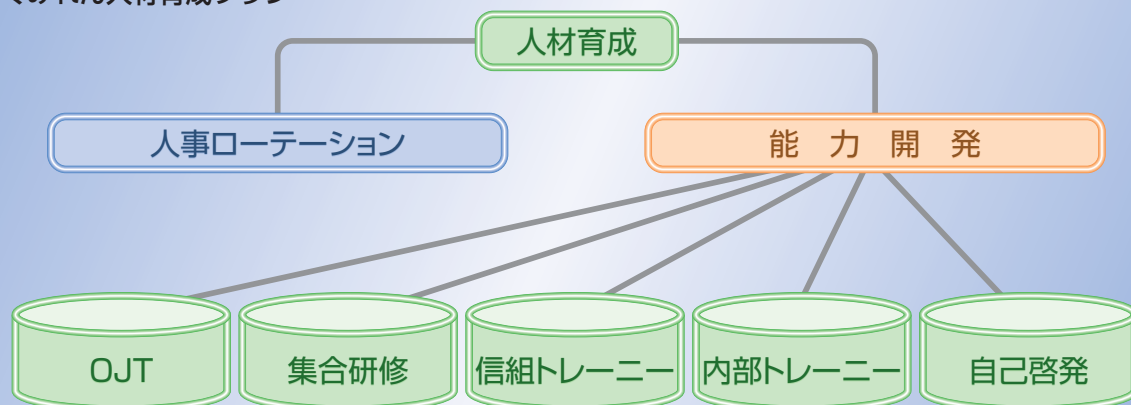 人材育成
人事ローテーション
能 力 開 発
OJT
集合研修
信組トレーニー
内部トレーニー
自己啓発